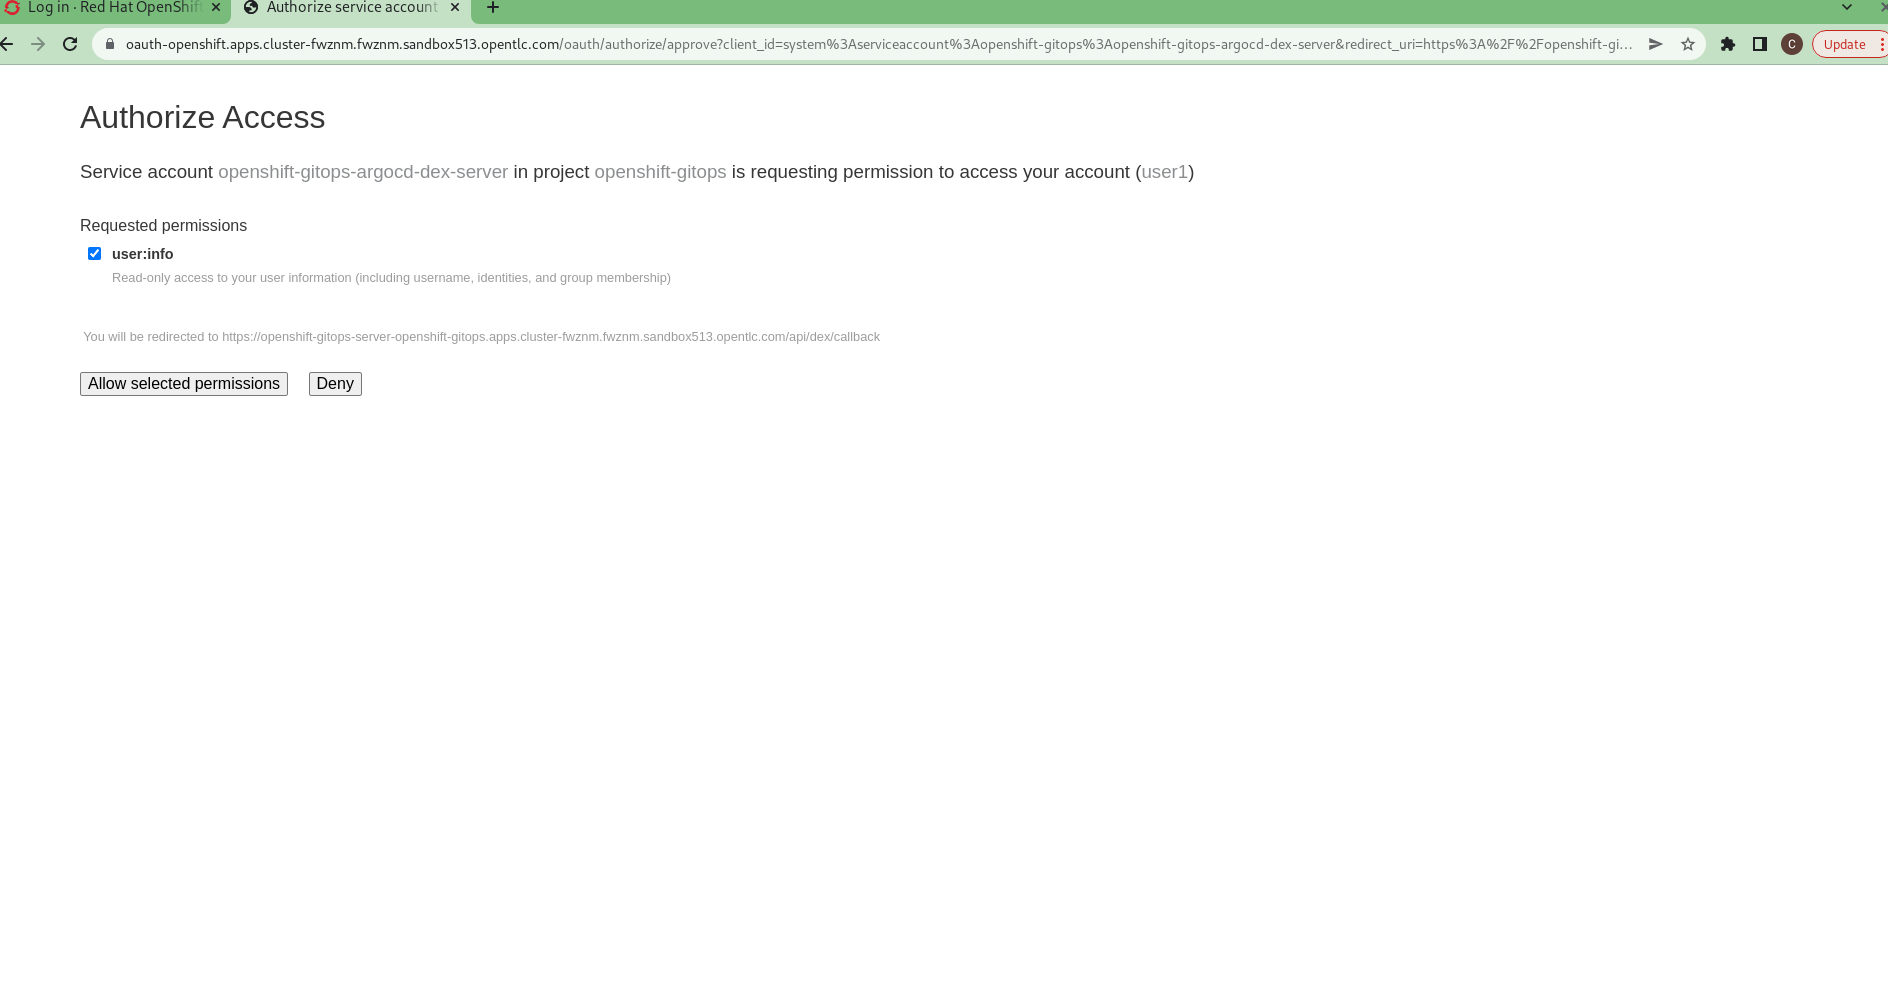 Log in · Red Hat OpenShift
Authorize service account
oauth-openshift.apps.cluster-fwznm.fwznm.sandbox513.opentlc.com/oauth/authorize/approve?client_id=system%3Aserviceaccount%3Aopenshift-gitops%3Aopenshift-gitops-argocd-dex-server&redirect_uri=https%3A%2F%2Fopenshift-gi...
C
Update
Authorize Access
Service account openshift-gitops-argocd-dex-server in project openshift-gitops is requesting permission to access your account (user1)
Requested permissions
user:info
Read-only access to your user information (including username, identities, and group membership)
You will be redirected to https://openshift-gitops-server-openshift-gitops.apps.cluster-fwznm.fwznm.sandbox513.opentlc.com/api/dex/callback
Allow selected permissions
Deny